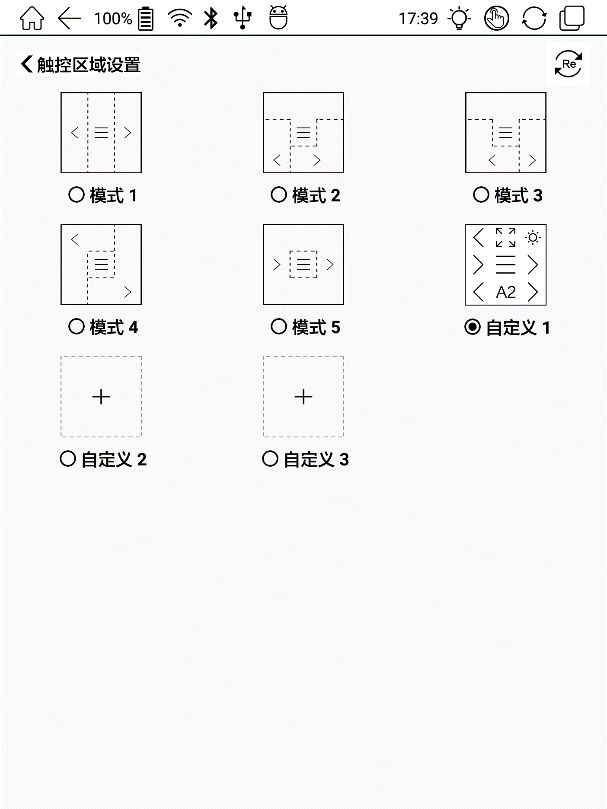 100% 17:39
触控区域设置 Re
模式 1 模式 2 模式 3
A2
模式 4 模式 5 自定义 1
自定义 2 自定义 3